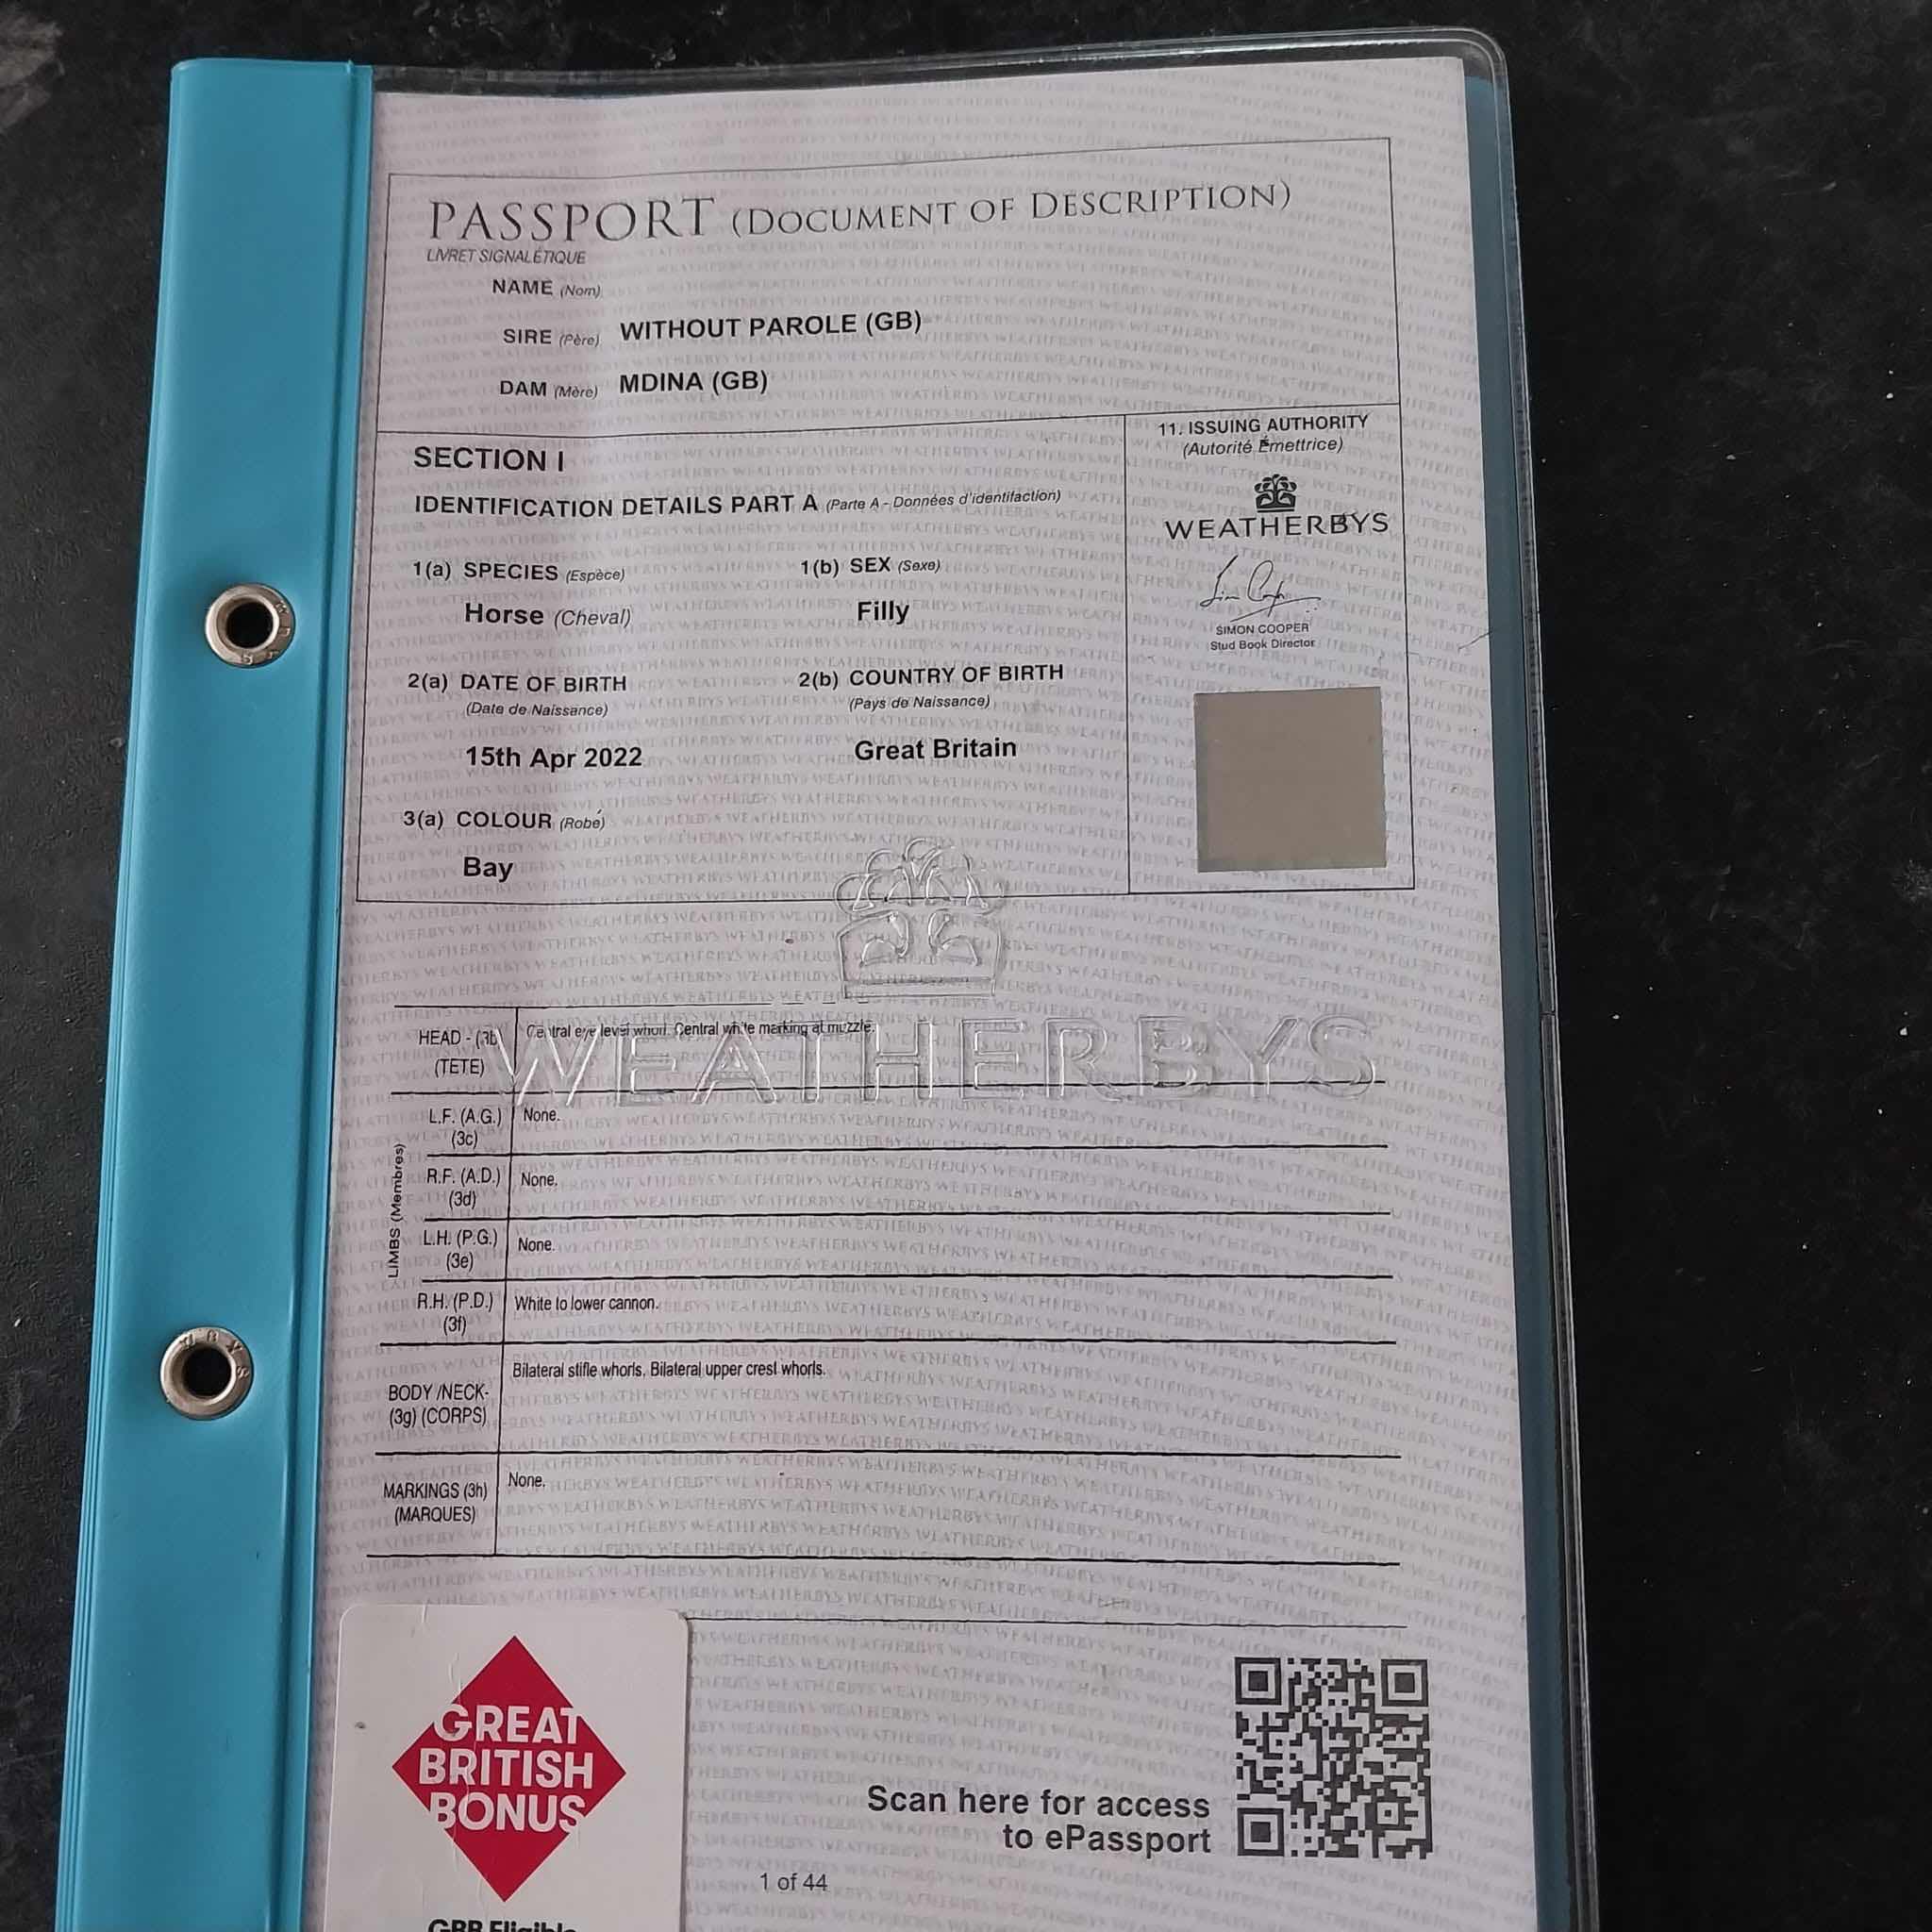 PASSPORT (DOCUMENT OF DESCRIPTION)
LIVRET SIGNALÉTIQUE
NAME (Nom)
SIRE (Père) WITHOUT PAROLE (GB)
DAM (Mère) MDINA (GB)
SECTION I
IDENTIFICATION DETAILS PART A (Parte A - Données d'identifaction)
1(a) SPECIES (Espèce) 1(b) SEX (Sexe)
Horse (Cheval) Filly
2(a) DATE OF BIRTH 2(b) COUNTRY OF BIRTH
(Date de Naissance) (Pays de Naissance)
15th Apr 2022 Great Britain
3(a) COLOUR (Robe)
Bay
11. ISSUING AUTHORITY
(Autorité Émettrice)
WEATHERBYS
SIMON COOPER
Stud Book Director
WEATHERBYS
HEAD - (3b) Central eye level whorl. Central white marking at muzzle.
(TETE)
LIMBS (Membres)
L.F. (A.G.) None.
(3c)
R.F. (A.D.) None.
(3d)
L.H. (P.G.) None.
(3e)
R.H. (P.D.) White to lower cannon.
(3f)
Bilateral stifle whorls. Bilateral upper crest whorls.
BODY /NECK-
(3g) (CORPS)
MARKINGS (3h) None.
(MARQUES)
GREAT
BRITISH
BONUS
GBB Eligible
Scan here for access
to ePassport
1 of 44